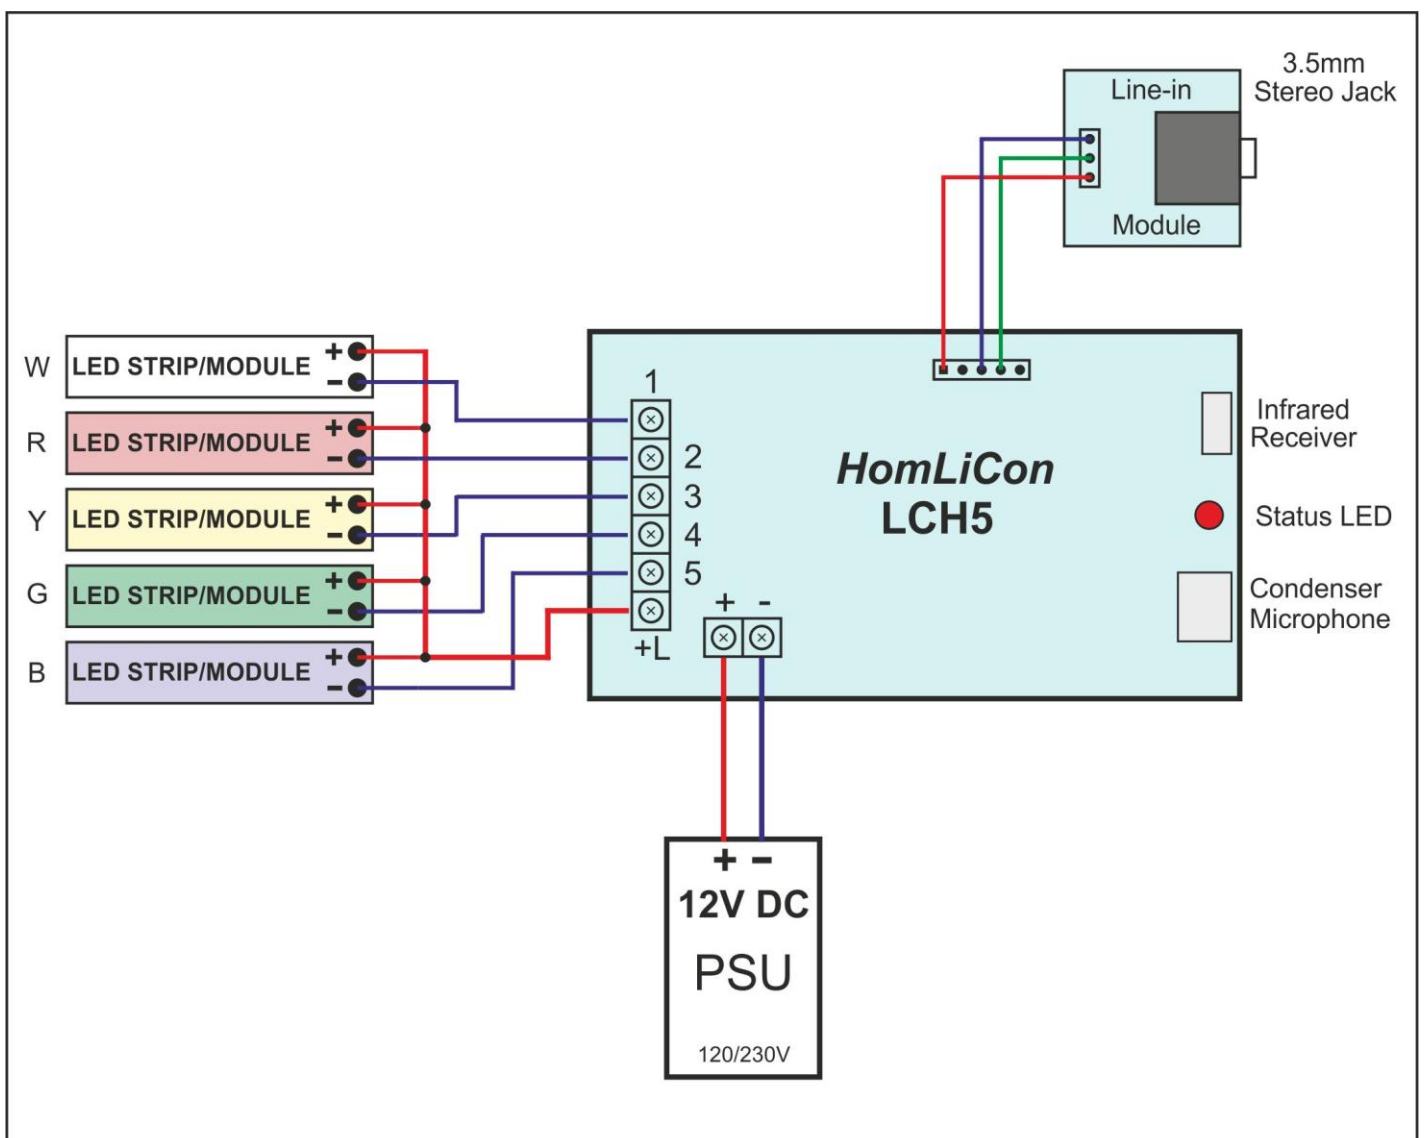 3.5mm
Stereo Jack
Line-in
Module
W
LED STRIP/MODULE
+
−
R
LED STRIP/MODULE
+
−
Y
LED STRIP/MODULE
+
−
G
LED STRIP/MODULE
+
−
B
LED STRIP/MODULE
+
−
1
2
3
4
5
+L
HomLiCon
LCH5
+ -
Infrared
Receiver
Status LED
Condenser
Microphone
+ −
12V DC
PSU
120/230V